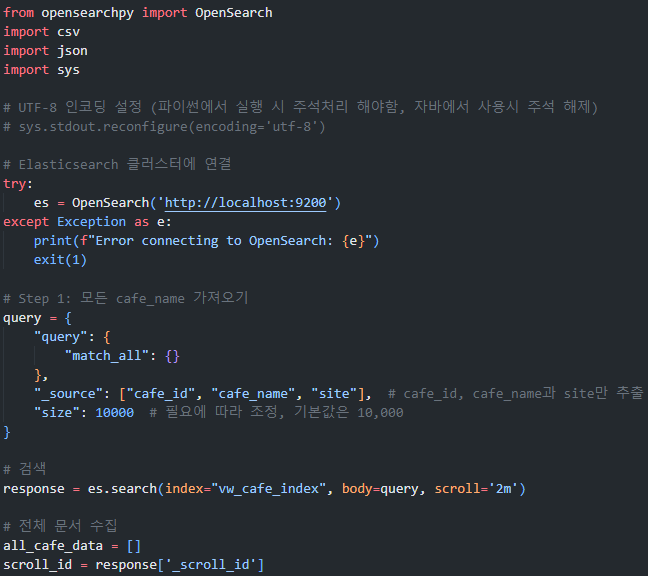 from opensearchpy import OpenSearch
import csv
import json
import sys
# UTF-8 인코딩 설정 (파이썬에서 실행 시 주석처리 해야함, 자바에서 사용시 주석 해제)
# sys.stdout.reconfigure(encoding='utf-8')
# Elasticsearch 클러스터에 연결
try:
    es = OpenSearch('http://localhost:9200')
except Exception as e:
    print(f"Error connecting to OpenSearch: {e}")
    exit(1)
# Step 1: 모든 cafe_name 가져오기
query = {
    "query": {
        "match_all": {}
    },
    "_source": ["cafe_id", "cafe_name", "site"],  # cafe_id, cafe_name과 site만 추출
    "size": 10000  # 필요에 따라 조정, 기본값은 10,000
}
# 검색
response = es.search(index="vw_cafe_index", body=query, scroll='2m')
# 전체 문서 수집
all_cafe_data = []
scroll_id = response['_scroll_id']